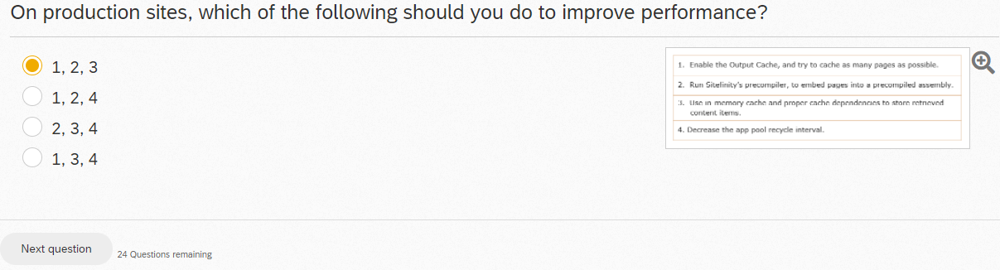 On production sites, which of the following should you do to improve performance?
1, 2, 3
1, 2, 4
2, 3, 4
1, 3, 4
1. Enable the Output Cache, and try to cache as many pages as possible.
2. Run Sitefinity's precompiler, to embed pages into a precompiled assembly.
3. Use in memory cache and proper cache dependencies to store retrieved
content items.
4. Decrease the app pool recycle interval.
Next question
24 Questions remaining